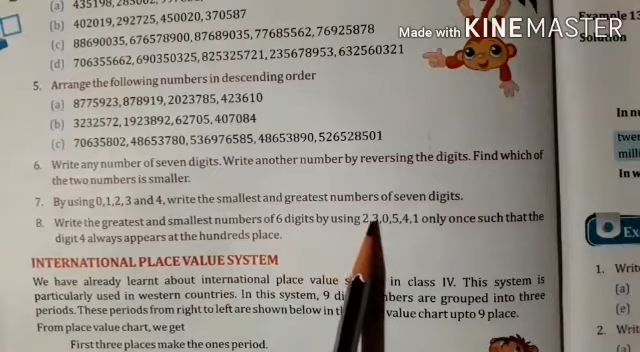 (a) 435198,
Made with KINEMASTER
(b) 402019, 292725, 450020, 370587
(c) 88690035, 676578900, 87689035, 77685562, 76925878
(d) 706355662, 690350325, 825325721, 235678953, 632560321
5. Arrange the following numbers in descending order
(a) 8775923, 878919, 2023785, 423610
(b) 3232572, 1923892, 62705, 407084
(c) 70635802, 48653780, 536976585, 48653890, 526528501
6. Write any number of seven digits. Write another number by reversing the digits. Find which of
the two numbers is smaller.
7. By using 0,1,2,3 and 4, write the smallest and greatest numbers of seven digits.
8. Write the greatest and smallest numbers of 6 digits by using 2,3,0,5,4,1 only once such that the
digit 4 always appears at the hundreds place.
INTERNATIONAL PLACE VALUE SYSTEM
We have already learnt about international place value in class IV. This system is
particularly used in western countries. In this system, 9 are grouped into three
periods. These periods from right to left are shown below in value chart upto 9 place.
From place value chart, we get
First three places make the ones period.
Example 13
Solution
In
In
Ex
1. Write
(a)
(e)
2. Writ
(a)